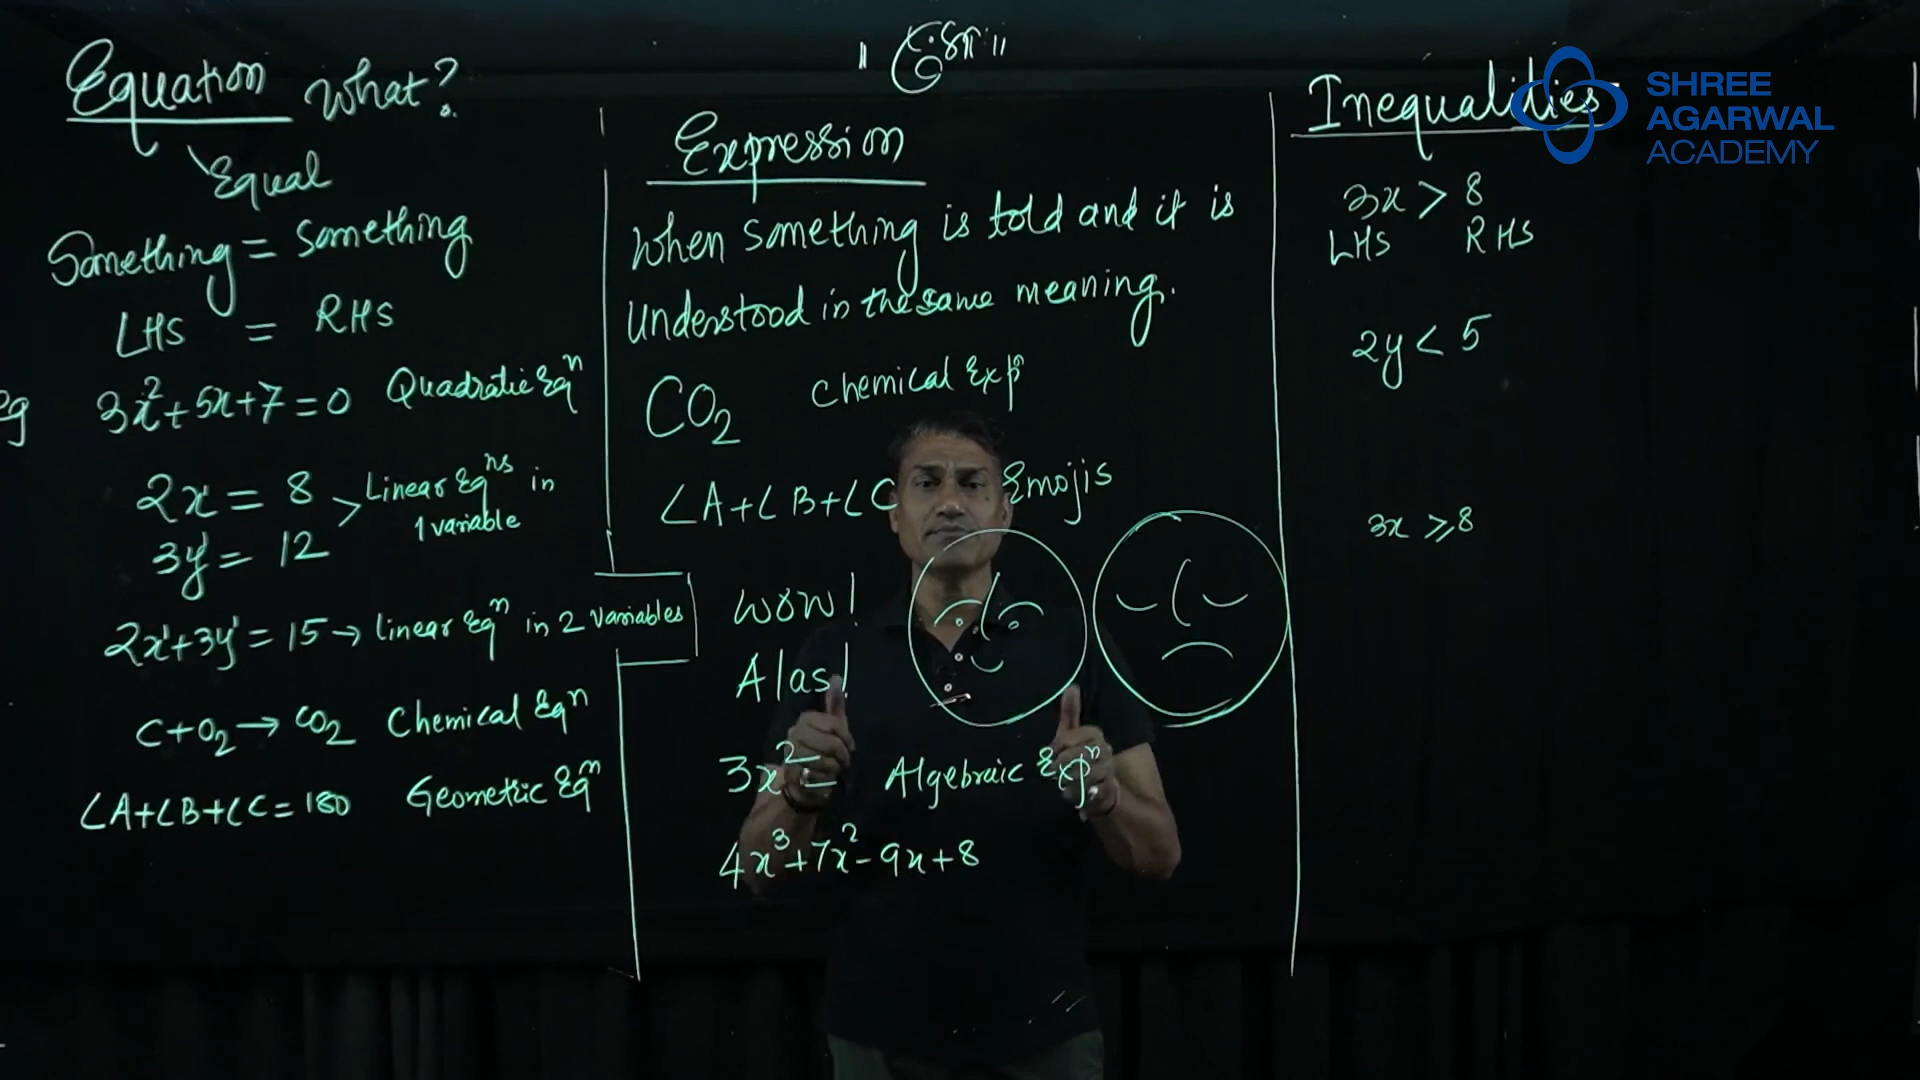 Equation What?
Equal
Something = Something
LHS = RHS
eg 3x²+5x+7=0 Quadratic Eqⁿ
2x = 8
3y = 12
> Linear Eqⁿˢ in
1 variable
2x+3y=15→ linear Eqⁿ in 2 variables
C+O₂→CO₂ Chemical Eqⁿ
∠A+∠B+∠C=180 Geometric Eqⁿ
Expression
When something is told and it is
understood in the same meaning.
CO₂ Chemical Expⁿ
∠A+∠B+∠C Emojis
Wow!
Alas!
3x²= Algebraic Expⁿ
4x³+7x²-9x+8
Inequalities
3x > 8
LHS RHS
2y < 5
3x ≥ 8
SHREE
AGARWAL
ACADEMY